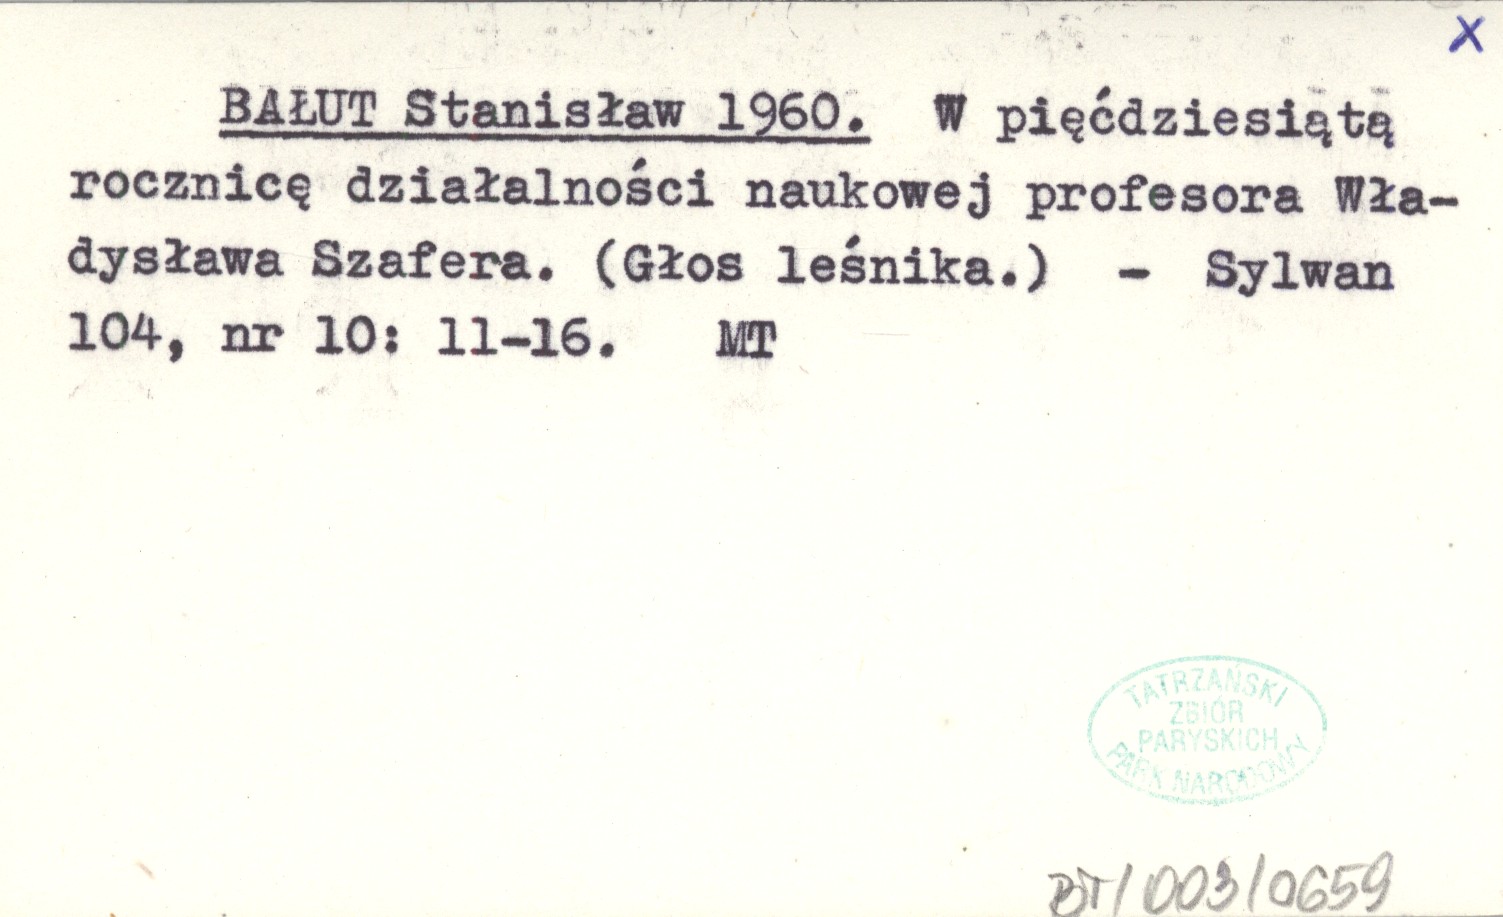 X
BAŁUT Stanisław 1960. W pięćdziesiątą
rocznicę działalności naukowej profesora Wła-
dysława Szafera. (Głos leśnika.) - Sylwan
104, nr 10: 11-16. MT
TATRZAŃSKI
ZBIÓR
PARYSKICH
PARK NARODOWY
BT/003/0659